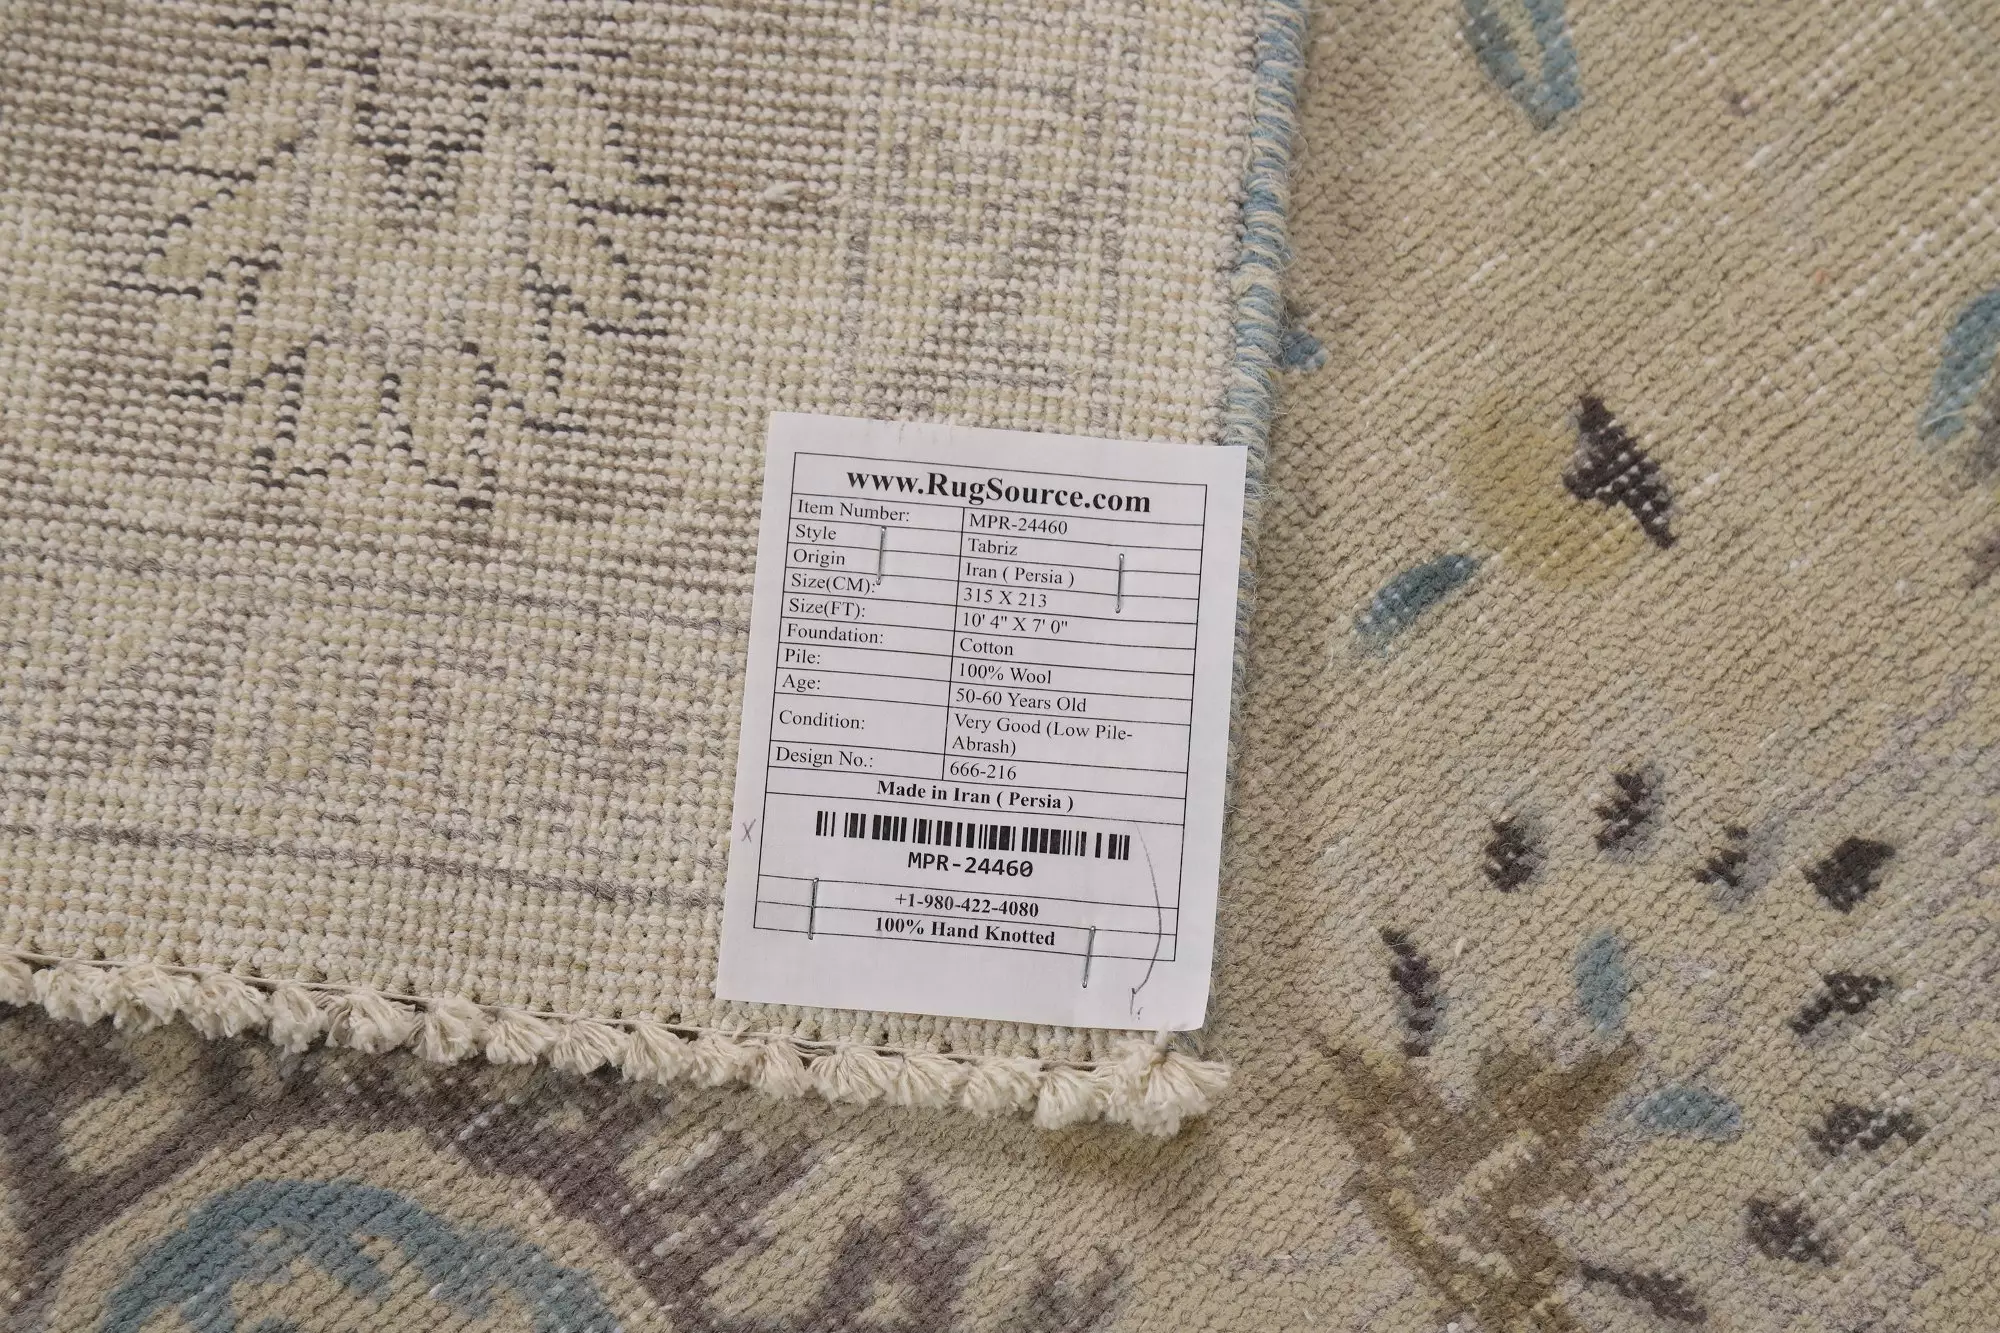 www.RugSource.com
Item Number: MPR-24460
Style Tabriz
Origin Iran ( Persia )
Size(CM): 315 X 213
Size(FT): 10' 4" X 7' 0"
Foundation: Cotton
Pile: 100% Wool
Age: 50-60 Years Old
Condition: Very Good (Low Pile-
Abrash)
Design No.: 666-216
Made in Iran ( Persia )
MPR-24460
+1-980-422-4080
100% Hand Knotted